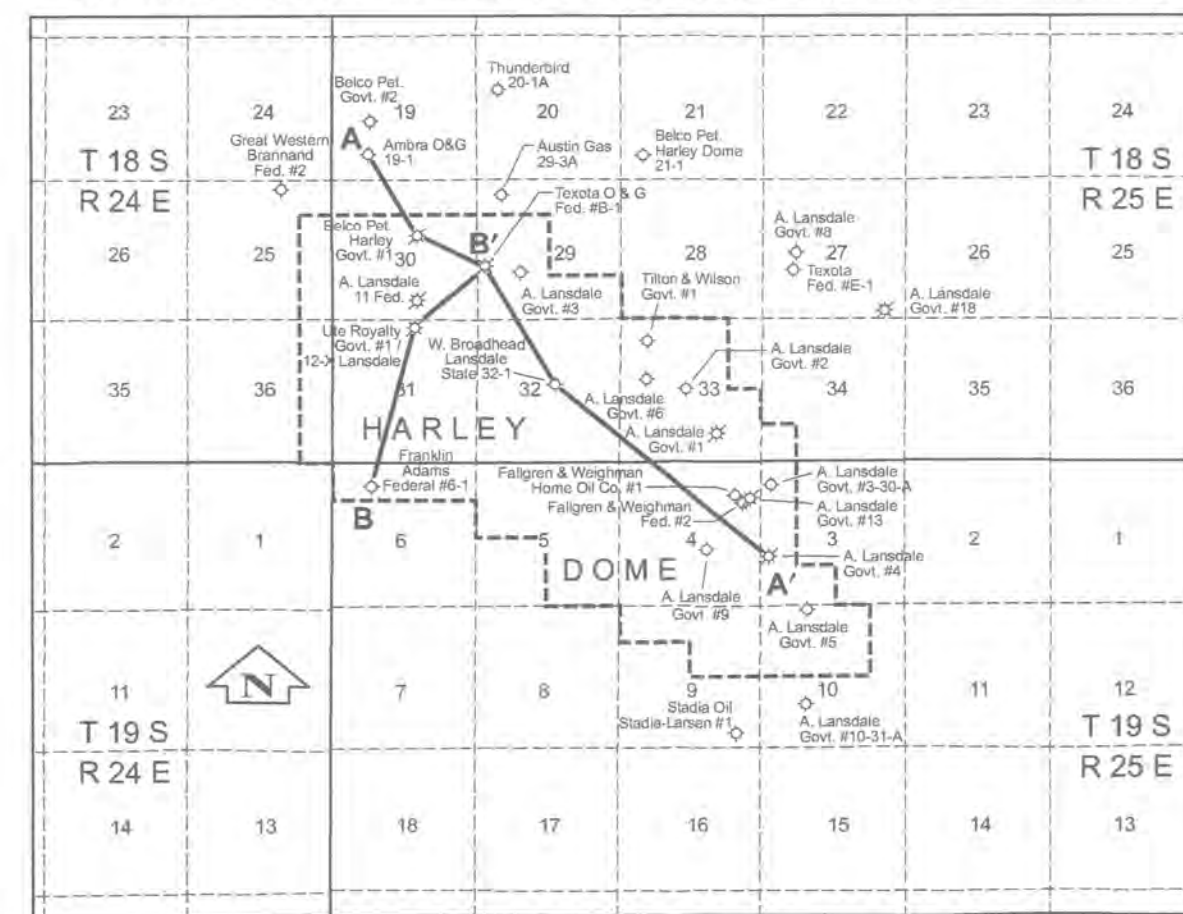 Thunderbird
20-1A
Belco Pet.
Govt. #2
19
20
21
22
23
24
23
24
Great Western
Brannand
Fed. #2
A
Ambra O&G
19-1
Austin Gas
29-3A
Belco Pet.
Harley Dome
21-1
T 18 S
R 24 E
T 18 S
R 25 E
Texota O & G
Fed. #B-1
Belco Pet.
Harley
Govt. #1
B'
A. Lansdale
Govt. #8
26
25
30
29
28
27
26
25
Texota
Fed. #E-1
A. Lansdale
11 Fed.
A. Lansdale
Govt. #3
Tilton & Wilson
Govt. #1
A. Lansdale
Govt. #18
Ute Royalty
Govt. #1 /
12-X Lansdale
W. Broadhead
Lansdale
State 32-1
A. Lansdale
Govt. #2
35
36
31
32
33
34
35
36
A. Lansdale
Govt. #6
HARLEY
A. Lansdale
Govt. #1
Franklin
Adams
Federal #6-1
Fallgren & Weighman
Home Oil Co. #1
Fallgren & Weighman
Fed. #2
A. Lansdale
Govt. #3-30-A
A. Lansdale
Govt. #13
B
2
1
6
5
4
3
2
1
DOME
A. Lansdale
Govt. #4
A'
A. Lansdale
Govt. #9
A. Lansdale
Govt. #5
N
11
7
8
9
10
11
12
Stadia Oil
Stadia-Larsen #1
A. Lansdale
Govt. #10-31-A
T 19 S
R 24 E
T 19 S
R 25 E
14
13
18
17
16
15
14
13